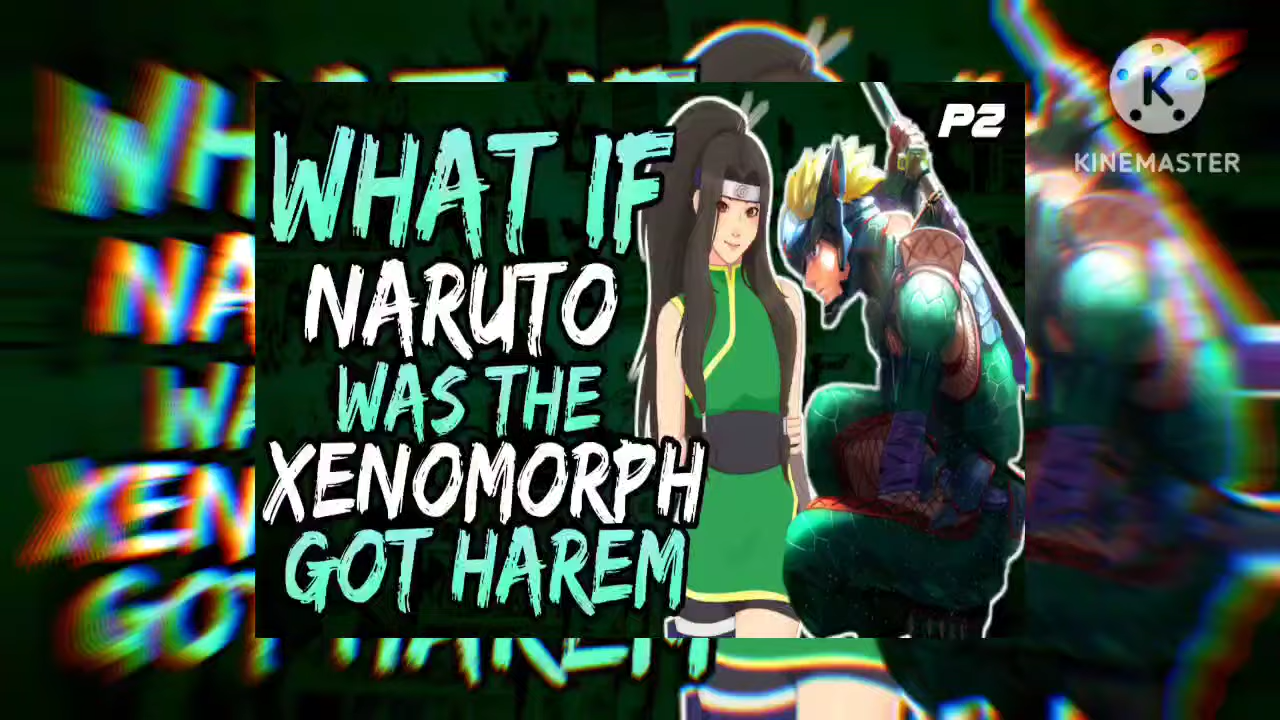 WHAT IF
NARUTO
WAS THE
XENOMORPH
GOT HAREM
P2
K
KINEMASTER